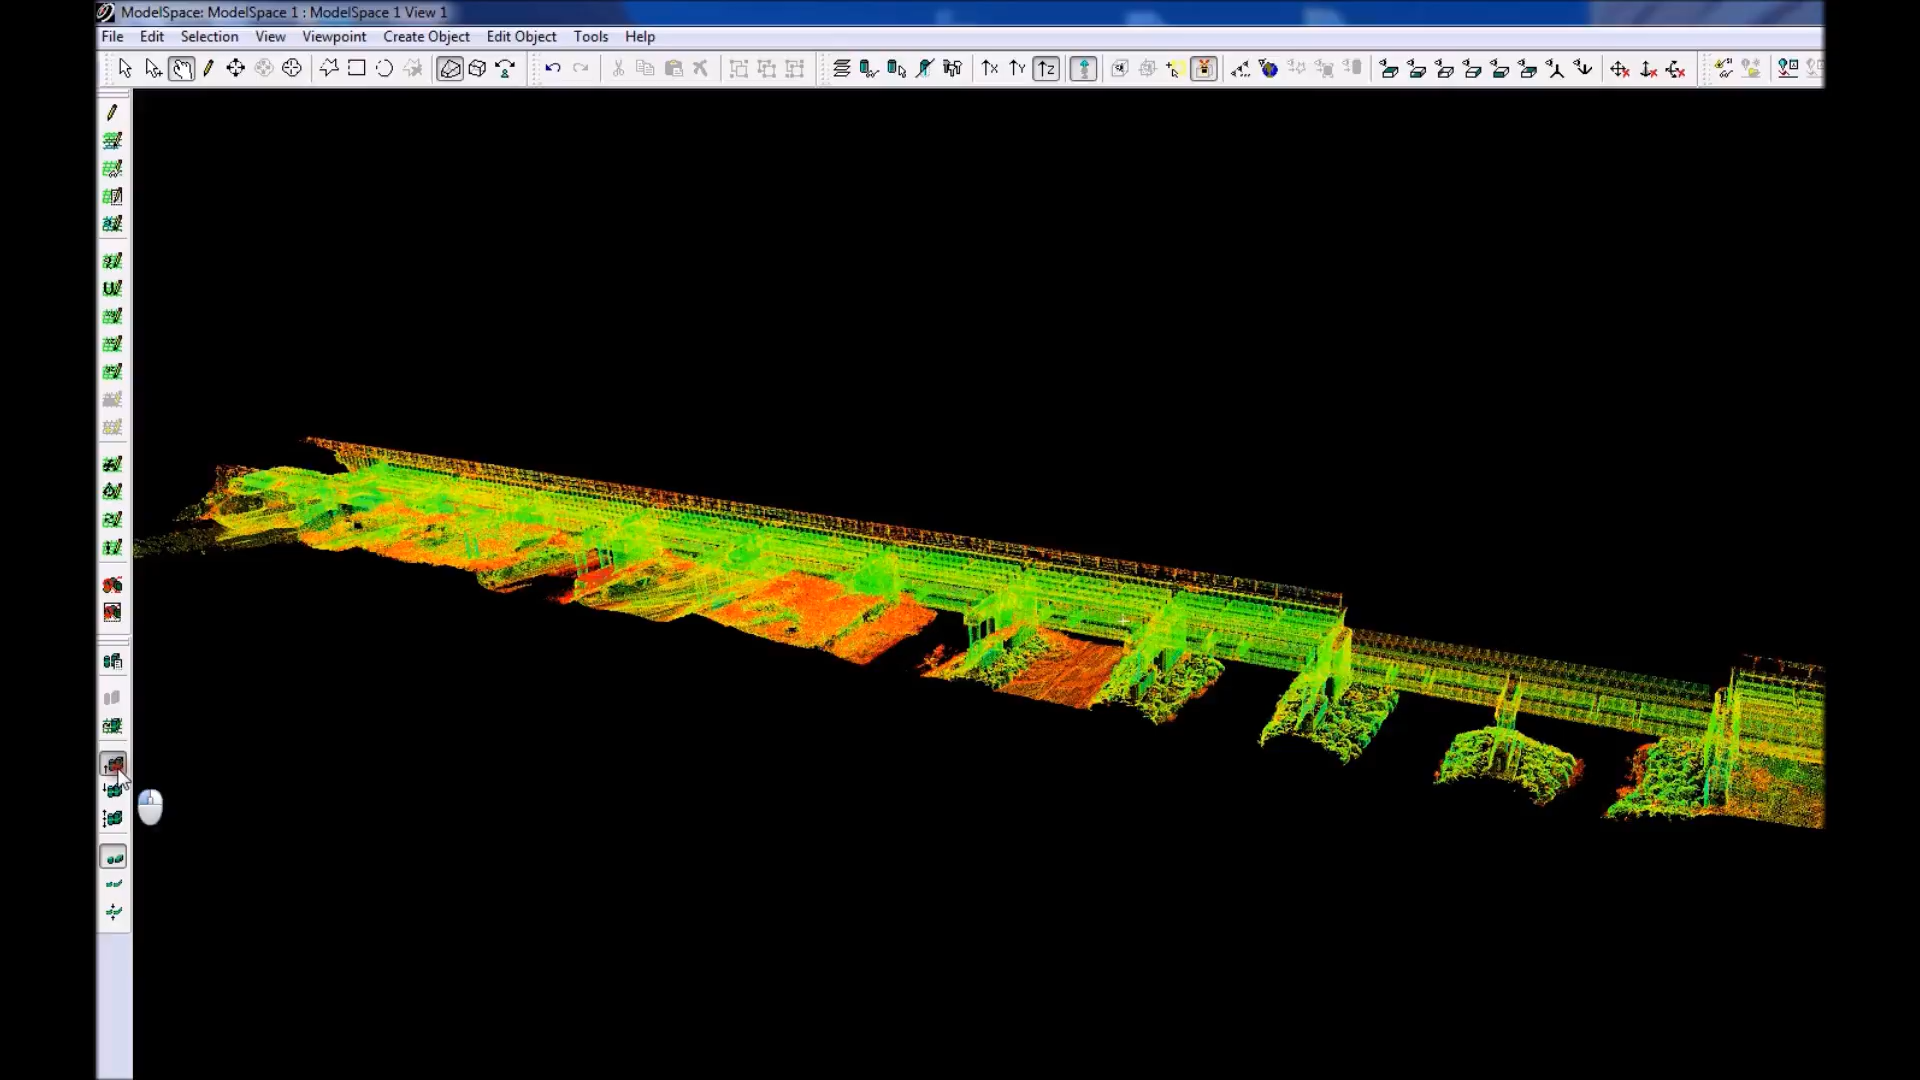 ModelSpace: ModelSpace 1 : ModelSpace 1 View 1
File Edit Selection View Viewpoint Create Object Edit Object Tools Help
X Y Z